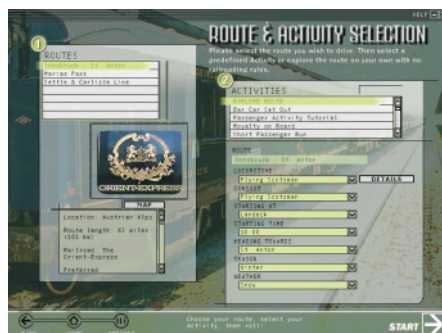 HELP
ROUTE & ACTIVITY SELECTION
Please select the route you wish to drive. Then select a
predefined Activity or explore the route on your own with no
railroading rules.
1
ROUTES
Innsbruck - St. Anton
Marias Pass
Settle & Carlisle Line
ORIENT-EXPRESS
MAP
Location: Austrian Alps
Route length: 63 miles
(101 km)
Railroad: The
Orient-Express
Preferred
2
ACTIVITIES
EXPLORE ROUTE
Bar Car Set Out
Passenger Activity Tutorial
Royalty on Board
Short Passenger Run
ROUTE
Innsbruck - St. Anton
LOCOMOTIVE
Flying Scotsman
DETAILS
CONSIST
Flying Scotsman
STARTING AT
Landeck
STARTING TIME
HEADING TOWARDS
St. Anton
SEASON
Winter
WEATHER
Snow
Choose your route, select your
Activity, then roll!
START